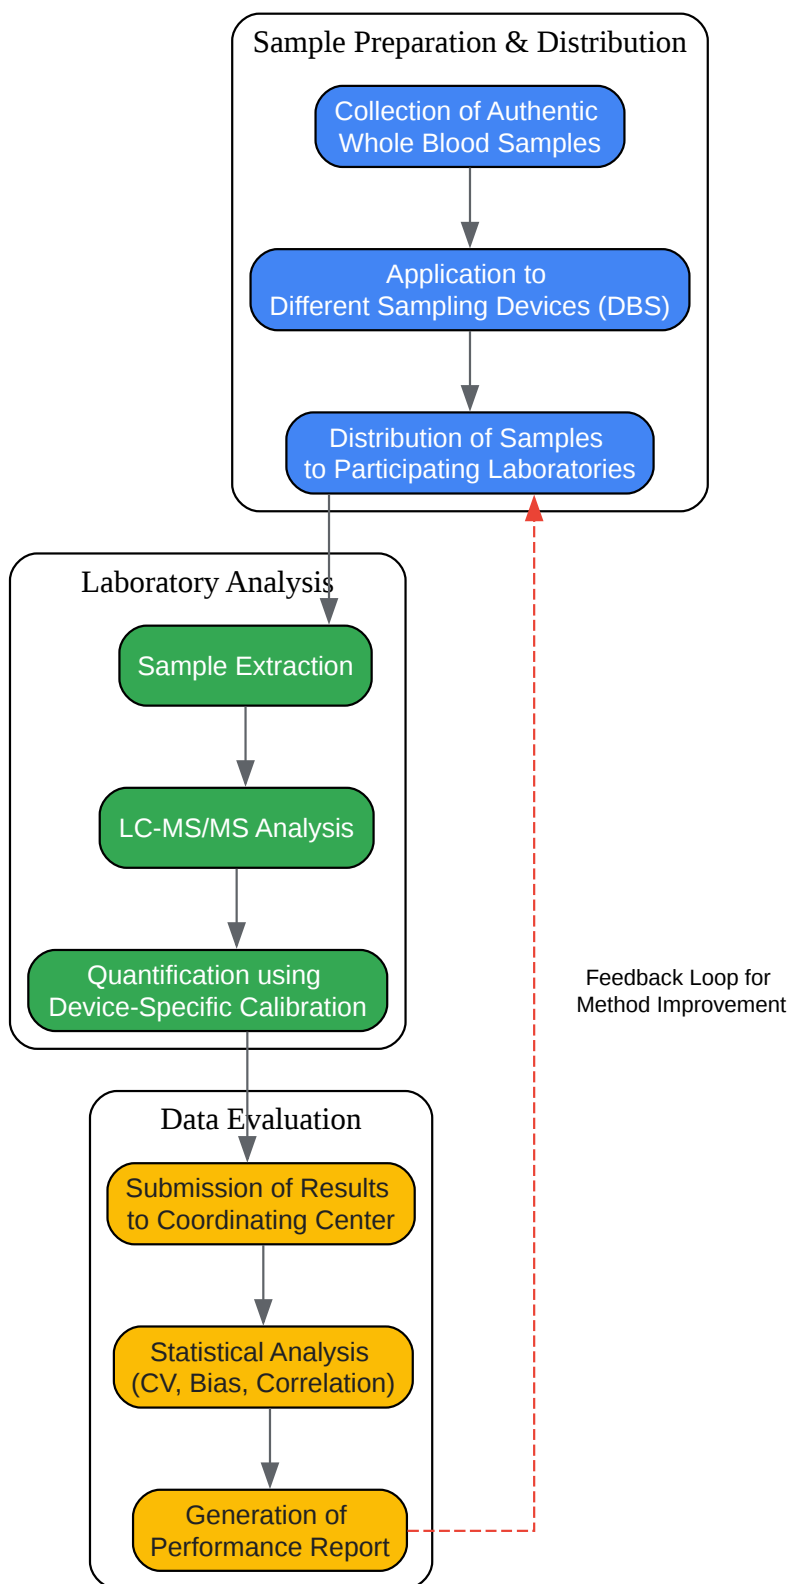 Sample Preparation & Distribution
Collection of Authentic
Whole Blood Samples
Application to
Different Sampling Devices (DBS)
Distribution of Samples
to Participating Laboratories
Laboratory Analysis
Sample Extraction
LC-MS/MS Analysis
Quantification using
Device-Specific Calibration
Feedback Loop for
Method Improvement
Data Evaluation
Submission of Results
to Coordinating Center
Statistical Analysis
(CV, Bias, Correlation)
Generation of
Performance Report